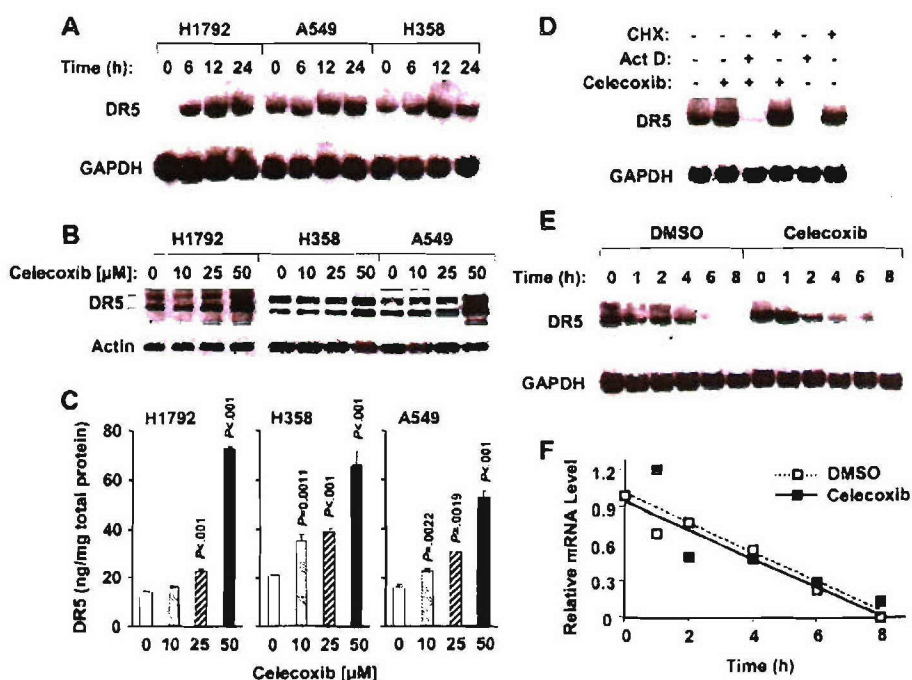 A
H1792 A549 H358
Time (h): 0 6 12 24 0 6 12 24 0 6 12 24
DR5
GAPDH
B
H1792 H358 A549
Celecoxib [µM]: 0 10 25 50 0 10 25 50 0 10 25 50
DR5
Actin
C
H1792 H358 A549
DR5 (ng/mg total protein)
80
60
40
20
0
P<.001 P<.001
P=0.0011 P<.001 P<.001
P=.0022 P=.0019 P<.001
0 10 25 50 0 10 25 50 0 10 25 50
Celecoxib [µM]
D
CHX: - - - + - +
Act D: - - + - + -
Celecoxib: - + + + - -
DR5
GAPDH
E
DMSO Celecoxib
Time (h): 0 1 2 4 6 8 0 1 2 4 6 8
DR5
GAPDH
F
Relative mRNA Level
1.2
0.9
0.6
0.3
0
DMSO
Celecoxib
0 2 4 6 8
Time (h)